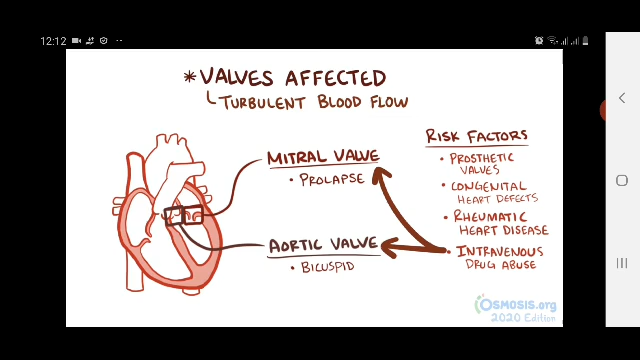 12:12
* VALVES AFFECTED
TURBULENT BLOOD FLOW
MITRAL VALVE
• PROLAPSE
AORTIC VALVE
• BICUSPID
RISK FACTORS
• PROSTHETIC
VALVES
• CONGENITAL
HEART DEFECTS
• RHEUMATIC
HEART DISEASE
• INTRAVENOUS
DRUG ABUSE
OSMOSIS.org
2020 Edition